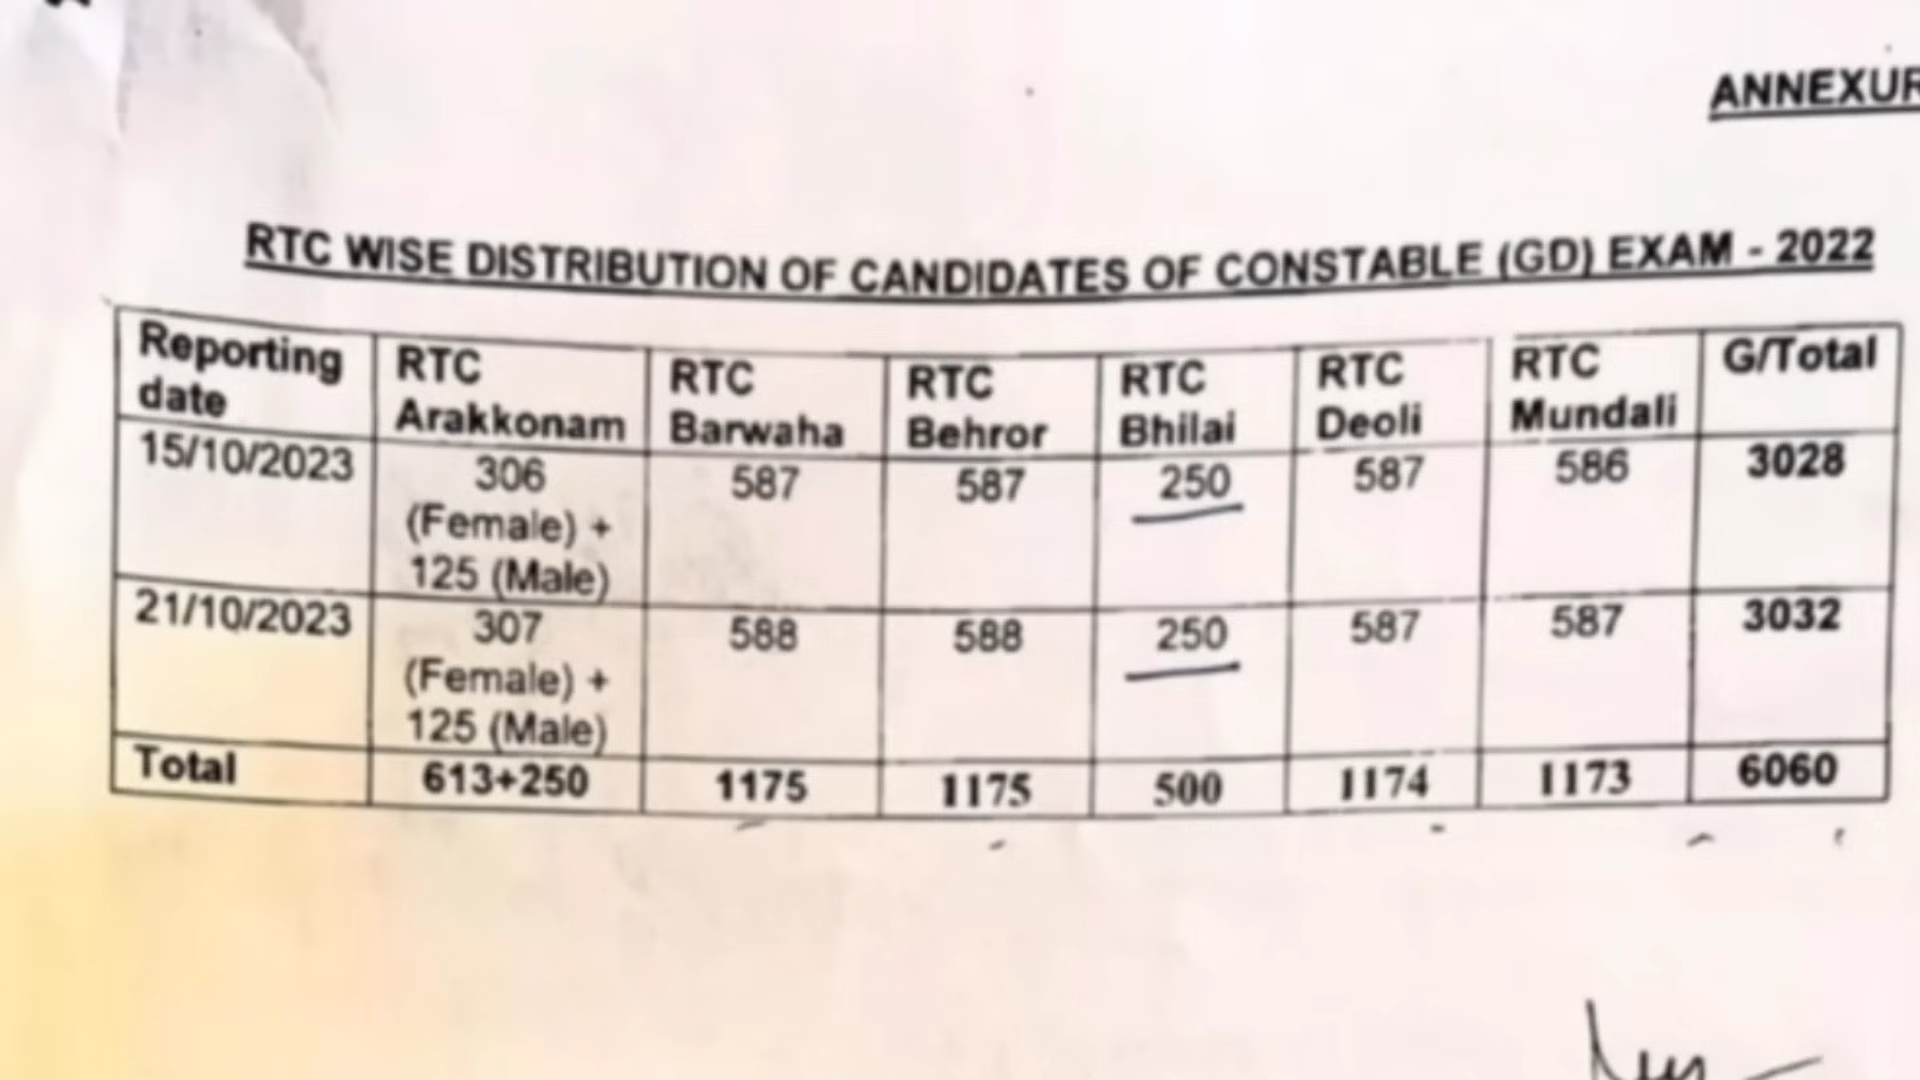 ANNEXUR
RTC WISE DISTRIBUTION OF CANDIDATES OF CONSTABLE (GD) EXAM - 2022
Reporting date RTC Arakkonam RTC Barwaha RTC Behror RTC Bhilai RTC Deoli RTC Mundali G/Total
15/10/2023 306 (Female) + 125 (Male) 587 587 250 587 586 3028
21/10/2023 307 (Female) + 125 (Male) 588 588 250 587 587 3032
Total 613+250 1175 1175 500 1174 1173 6060